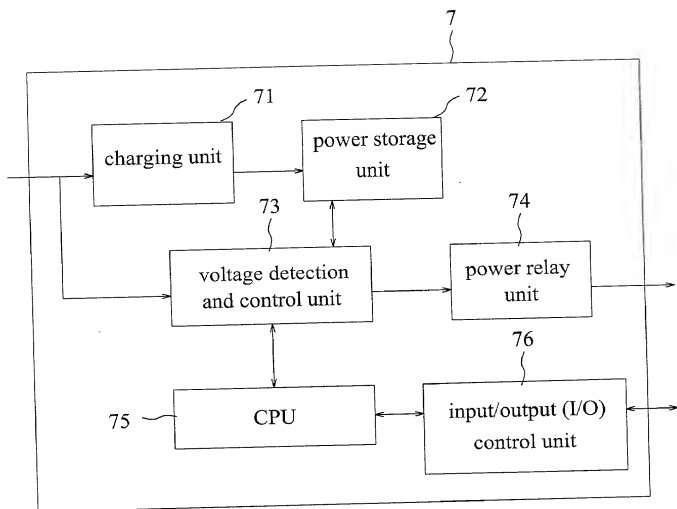 7
71
72
charging unit
power storage
unit
73
74
voltage detection
and control unit
power relay
unit
76
75
CPU
input/output (I/O)
control unit